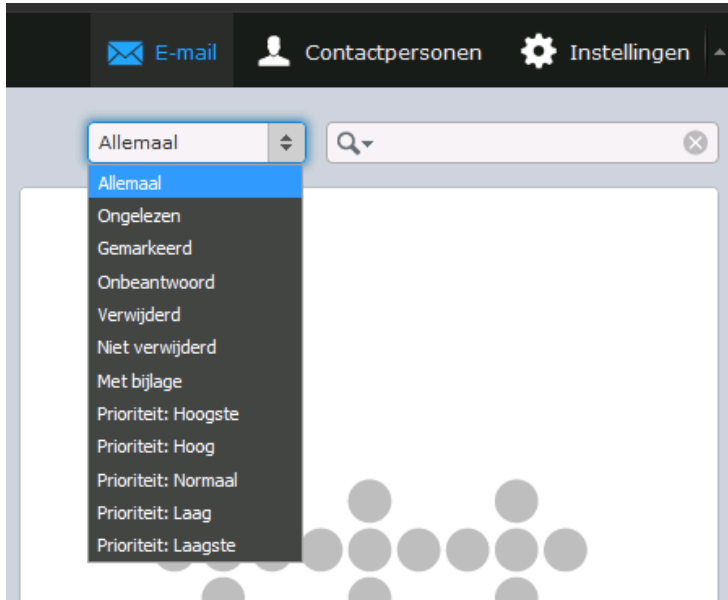 E-mail Contactpersonen Instellingen
Allemaal
Allemaal
Ongelezen
Gemarkeerd
Onbeantwoord
Verwijderd
Niet verwijderd
Met bijlage
Prioriteit: Hoogste
Prioriteit: Hoog
Prioriteit: Normaal
Prioriteit: Laag
Prioriteit: Laagste